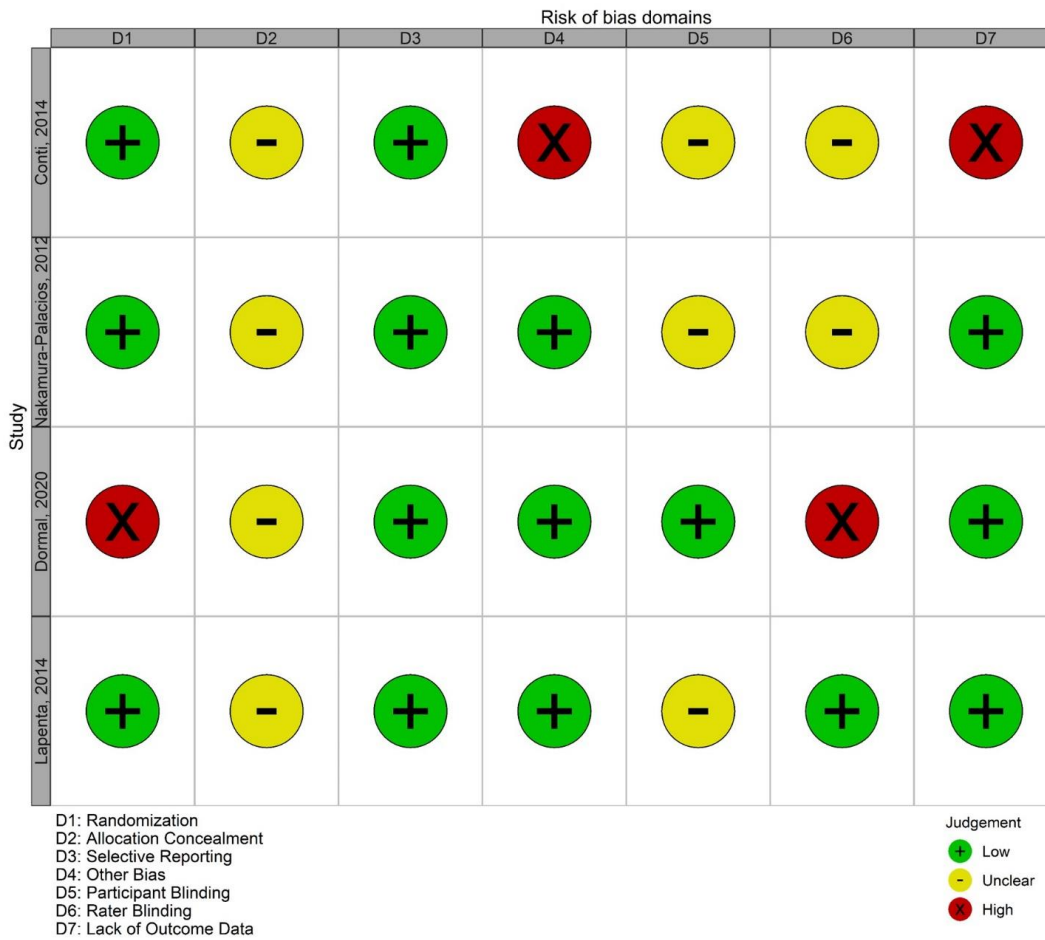 Risk of bias domains
D1 D2 D3 D4 D5 D6 D7
Study
Conti, 2014
+ - + X - - X
Nakamura-Palacios, 2012
+ - + + - - +
Dormal, 2020
X - + + + X +
Lapenta, 2014
+ - + + - + +
D1: Randomization
D2: Allocation Concealment
D3: Selective Reporting
D4: Other Bias
D5: Participant Blinding
D6: Rater Blinding
D7: Lack of Outcome Data
Judgement
+ Low
- Unclear
X High